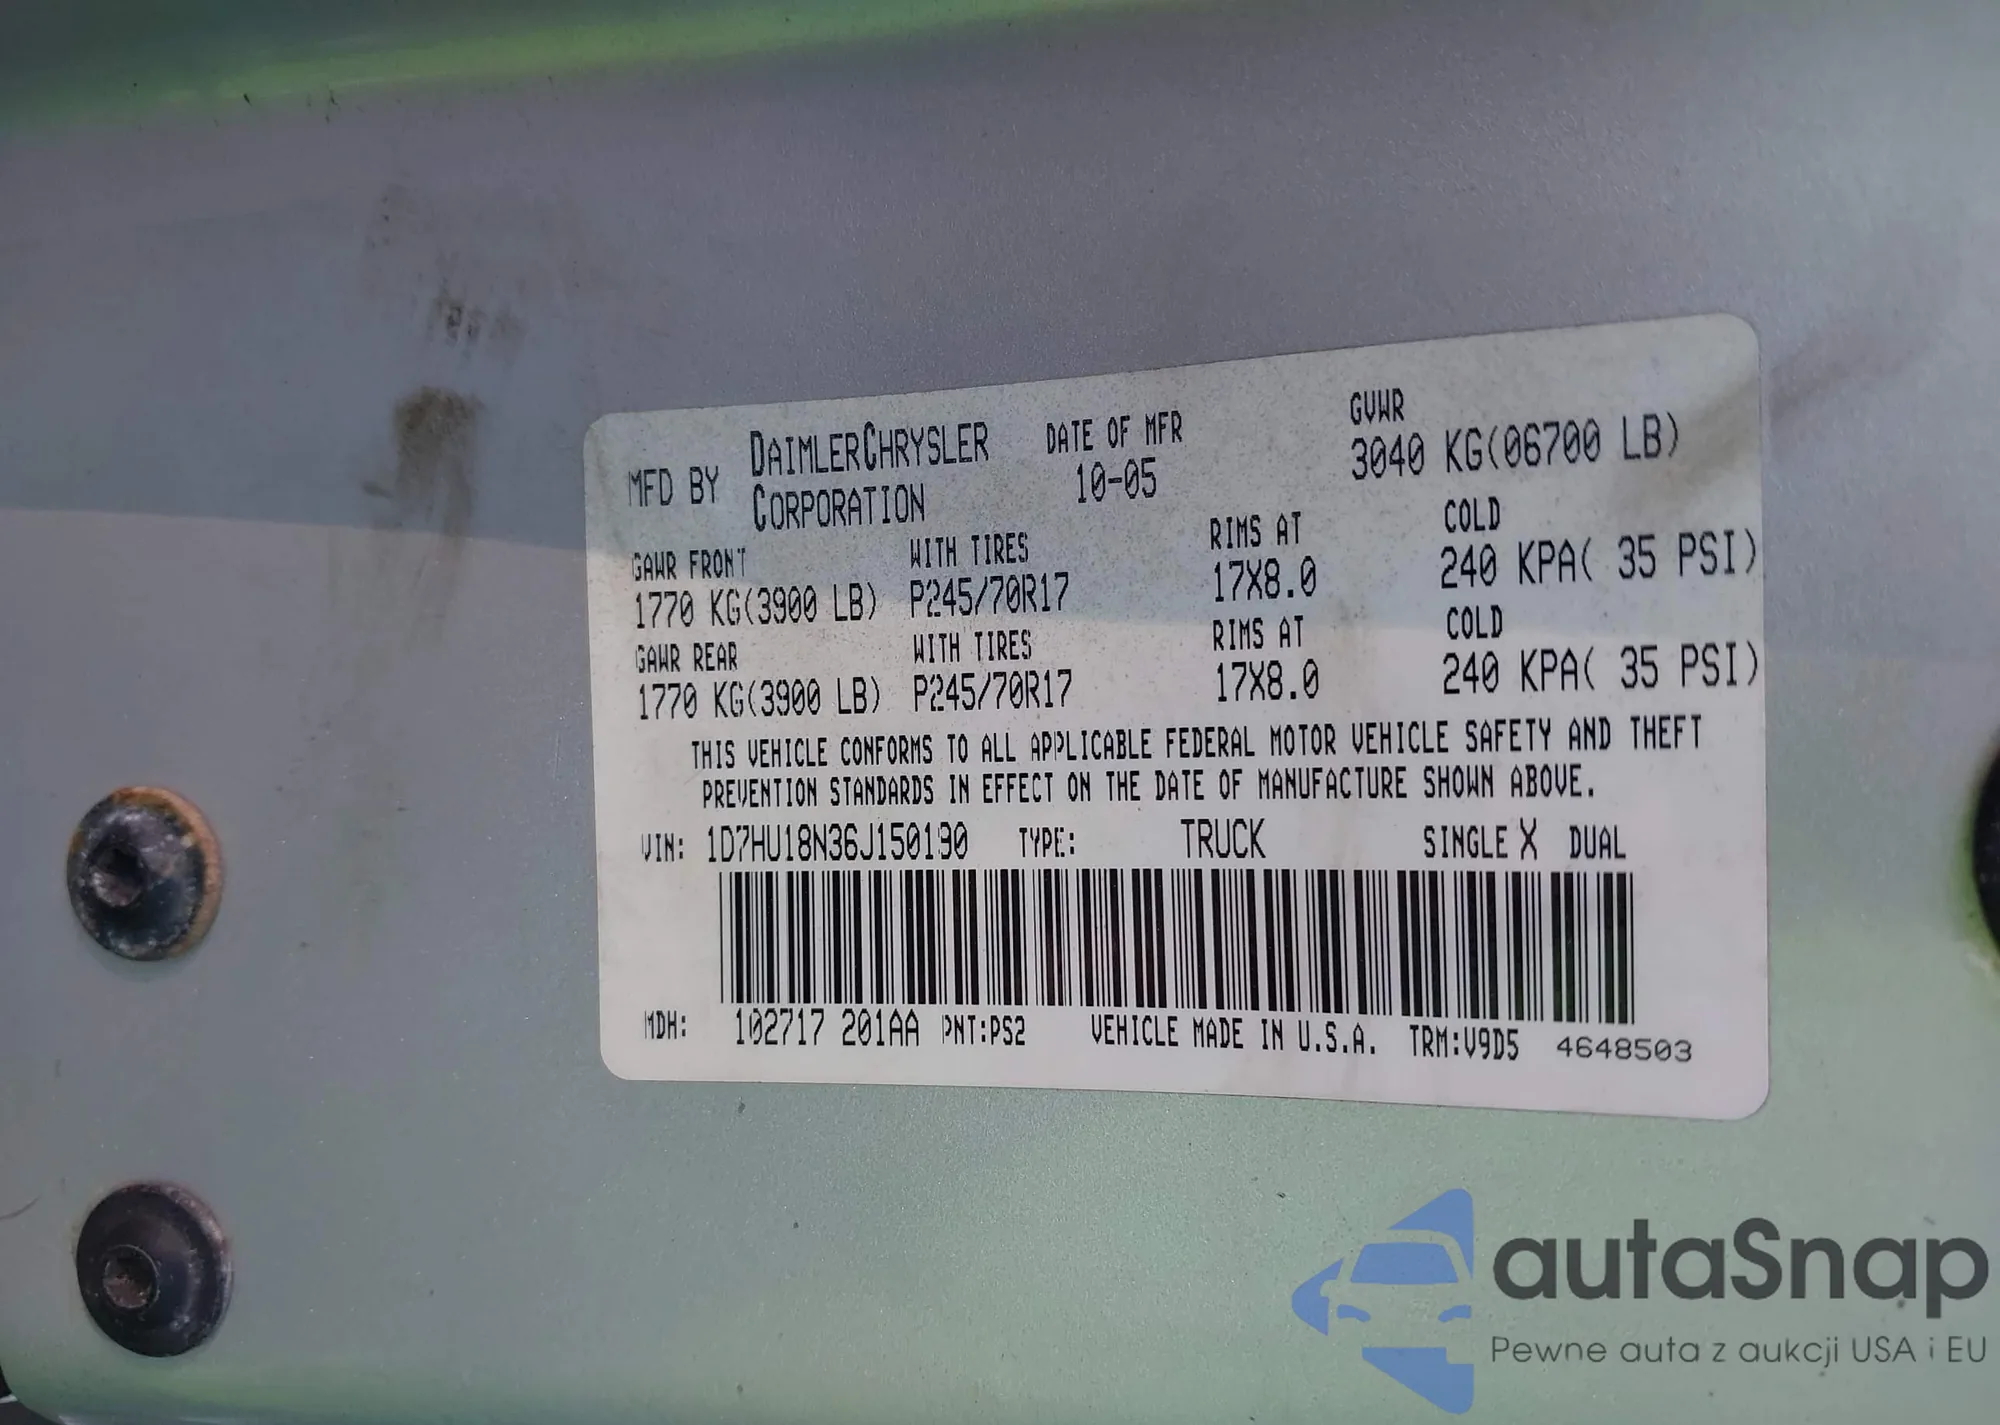 MFD BY DAIMLERCHRYSLER CORPORATION DATE OF MFR 10-05 GVWR 3040 KG(06700 LB)
GAWR FRONT WITH TIRES RIMS AT COLD
1770 KG(3900 LB) P245/70R17 17X8.0 240 KPA( 35 PSI)
GAWR REAR WITH TIRES RIMS AT COLD
1770 KG(3900 LB) P245/70R17 17X8.0 240 KPA( 35 PSI)
THIS VEHICLE CONFORMS TO ALL APPLICABLE FEDERAL MOTOR VEHICLE SAFETY AND THEFT
PREVENTION STANDARDS IN EFFECT ON THE DATE OF MANUFACTURE SHOWN ABOVE.
VIN: 1D7HU18N36J150190 TYPE: TRUCK SINGLE X DUAL
MDH: 102717 201AA PNT:PS2 VEHICLE MADE IN U.S.A. TRM:V9D5 4648503
autaSnap
Pewne auta z aukcji USA i EU